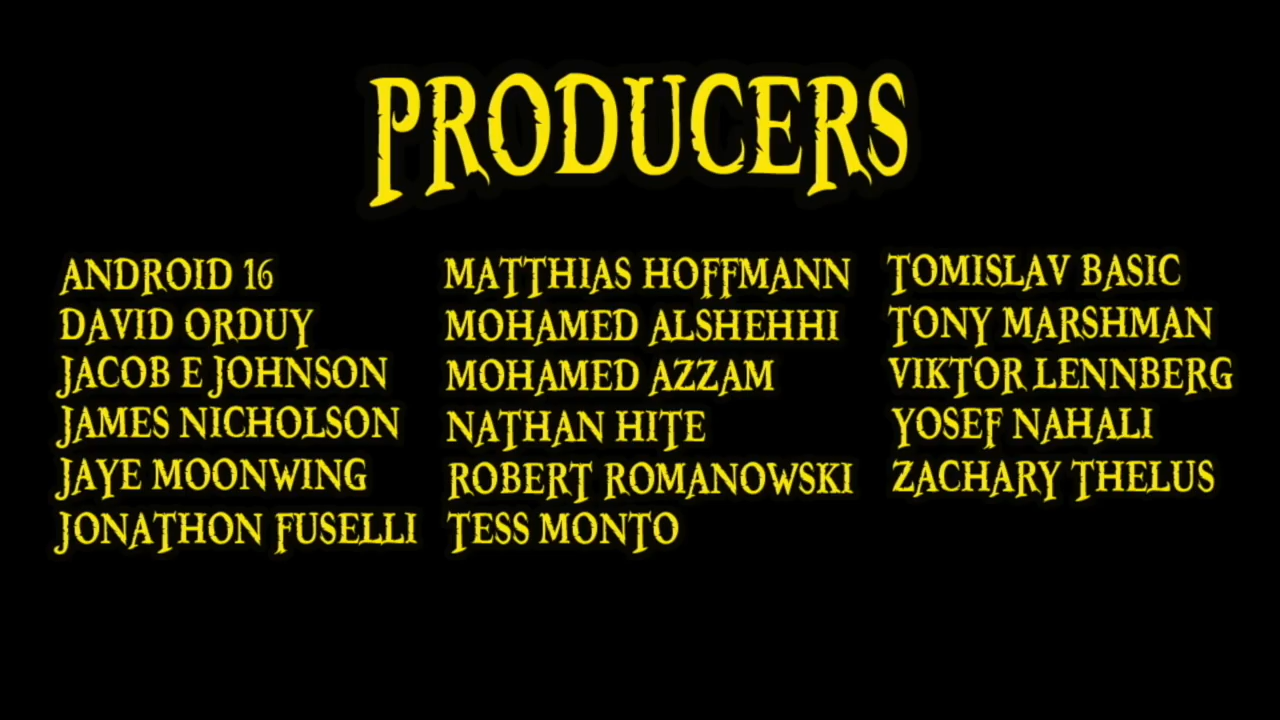 PRODUCERS
ANDROID 16
DAVID ORDUY
JACOB E JOHNSON
JAMES NICHOLSON
JAYE MOONWING
JONATHON FUSELLI
MATTHIAS HOFFMANN
MOHAMED ALSHEHHI
MOHAMED AZZAM
NATHAN HITE
ROBERT ROMANOWSKI
TESS MONTO
TOMISLAV BASIC
TONY MARSHMAN
VIKTOR LENNBERG
YOSEF NAHALI
ZACHARY THELUS